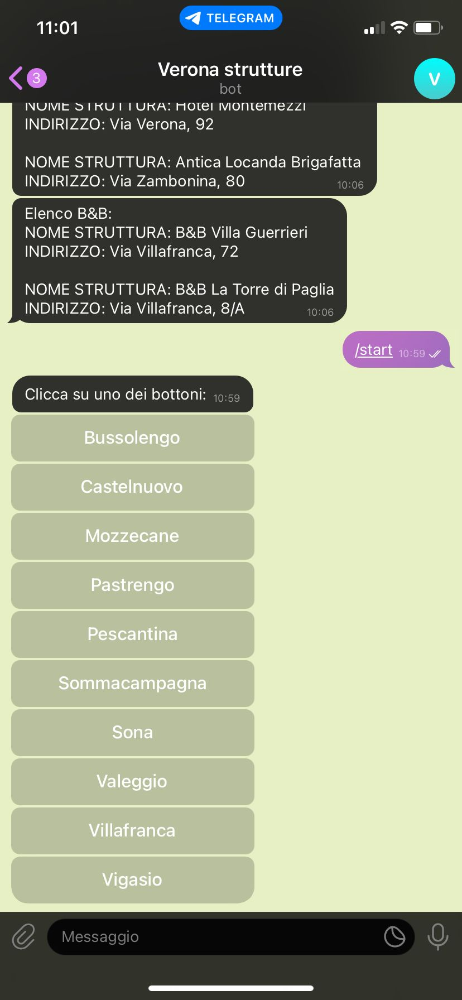 11:01
TELEGRAM
3
Verona strutture
bot
V
NOME STRUTTURA: Hotel Montemezzi
INDIRIZZO: Via Verona, 92
NOME STRUTTURA: Antica Locanda Brigafatta
INDIRIZZO: Via Zambonina, 80
10:06
Elenco B&B:
NOME STRUTTURA: B&B Villa Guerrieri
INDIRIZZO: Via Villafranca, 72
NOME STRUTTURA: B&B La Torre di Paglia
INDIRIZZO: Via Villafranca, 8/A
10:06
/start 10:59
Clicca su uno dei bottoni: 10:59
Bussolengo
Castelnuovo
Mozzecane
Pastrengo
Pescantina
Sommacampagna
Sona
Valeggio
Villafranca
Vigasio
Messaggio